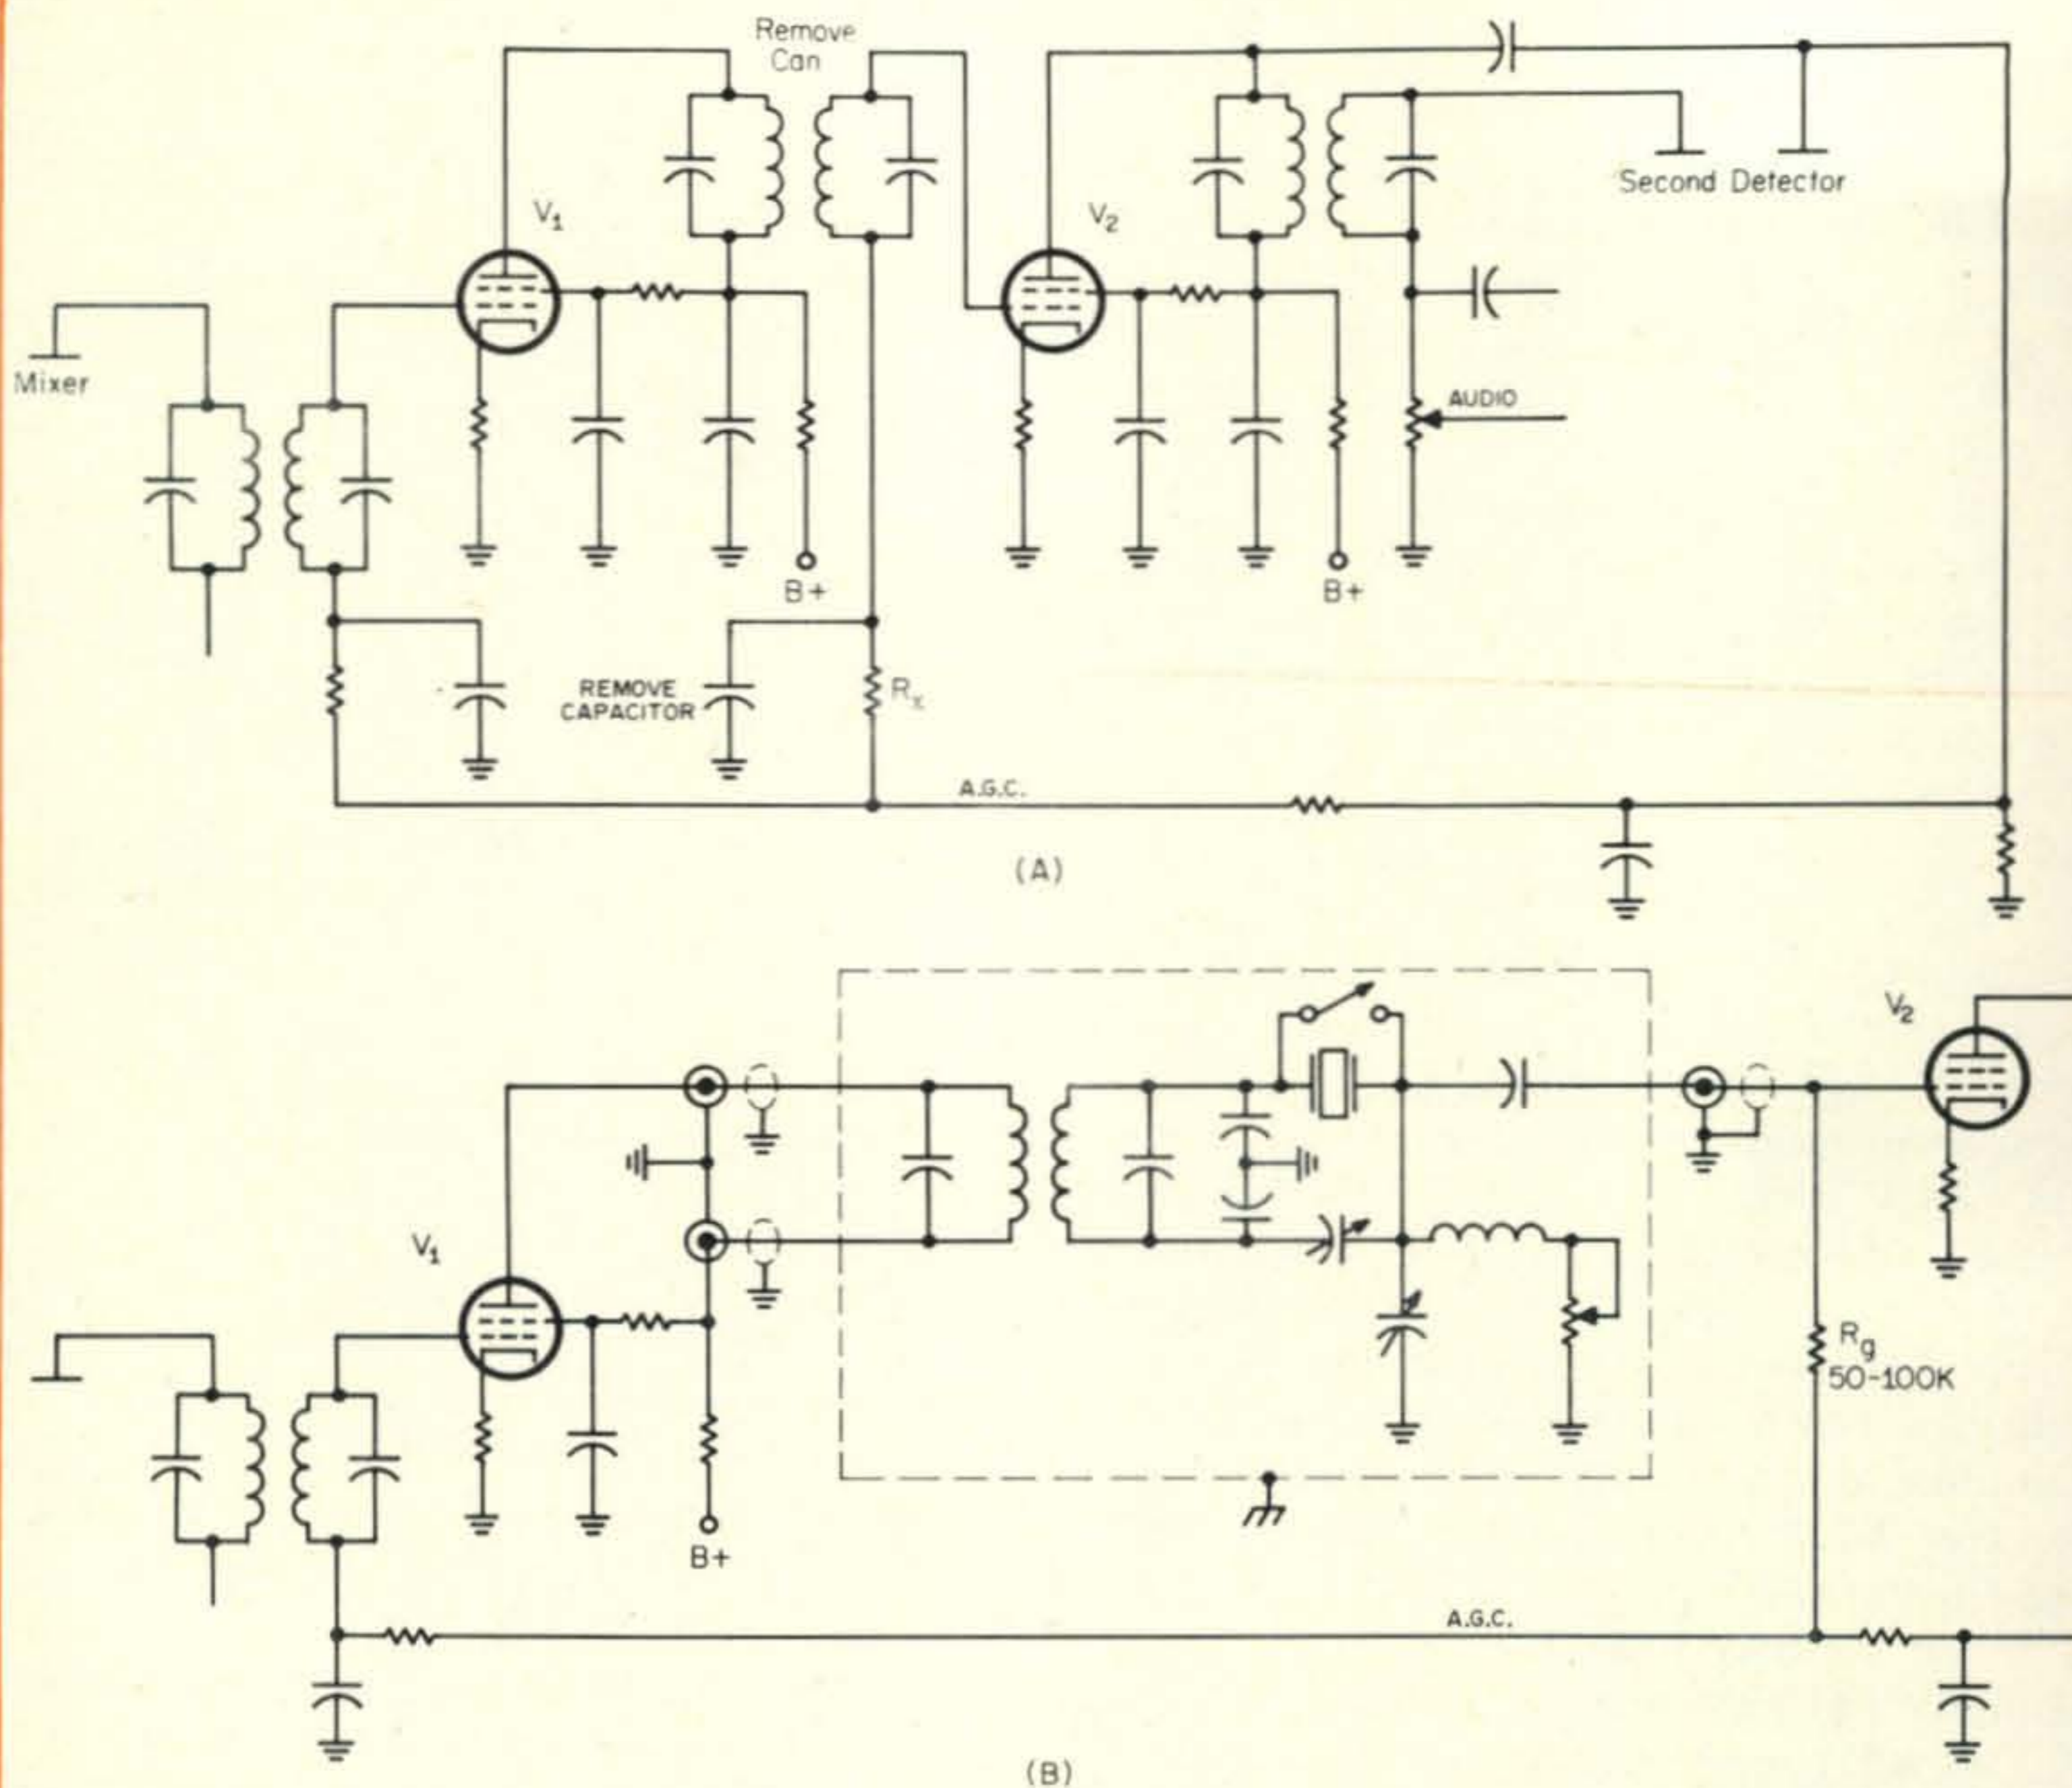 Remove
Can
V₁
V₂
Second Detector
Mixer
AUDIO
B+
B+
REMOVE
CAPACITOR
Rₓ
A.G.C.
(A)
V₂
V₁
Rg
50-100K
B+
A.G.C.
(B)